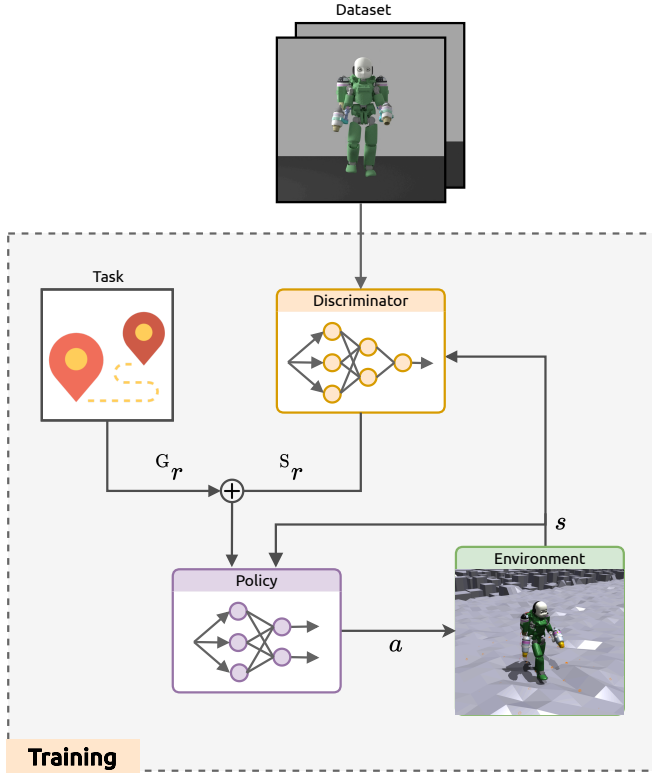 Dataset
Task
Discriminator
G r
S r
s
Policy
Environment
a
Training